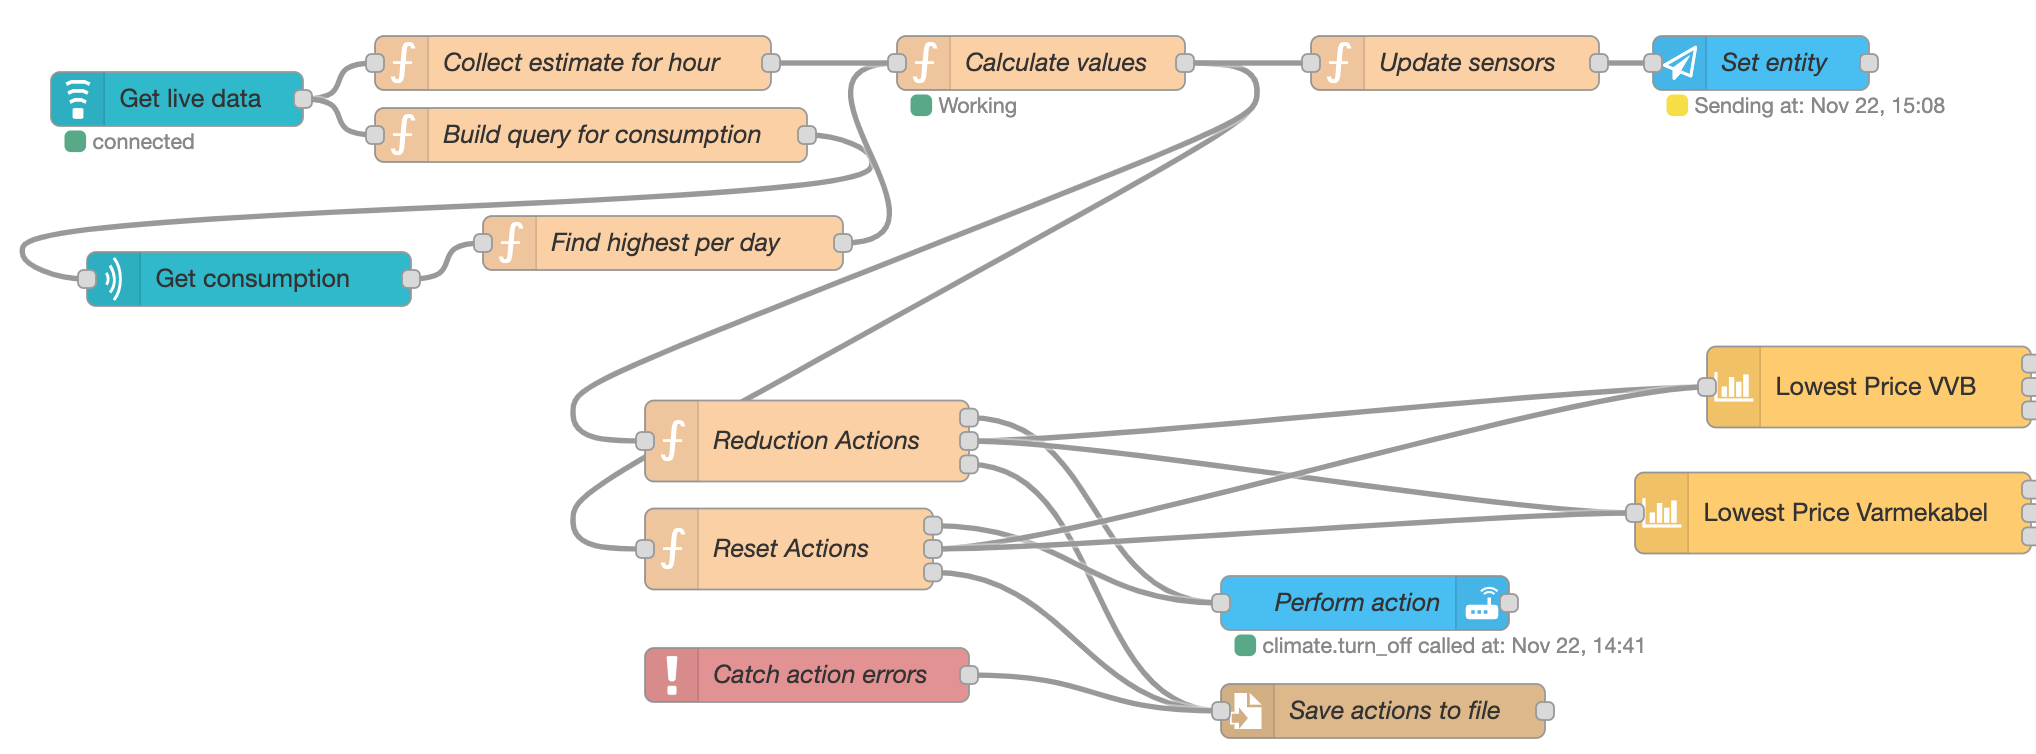 Collect estimate for hour
Calculate values
Update sensors
Set entity
Get live data
Working
Sending at: Nov 22, 15:08
connected
Build query for consumption
Find highest per day
Get consumption
Lowest Price VVB
Reduction Actions
Lowest Price Varmekabel
Reset Actions
Perform action
climate.turn_off called at: Nov 22, 14:41
Catch action errors
Save actions to file